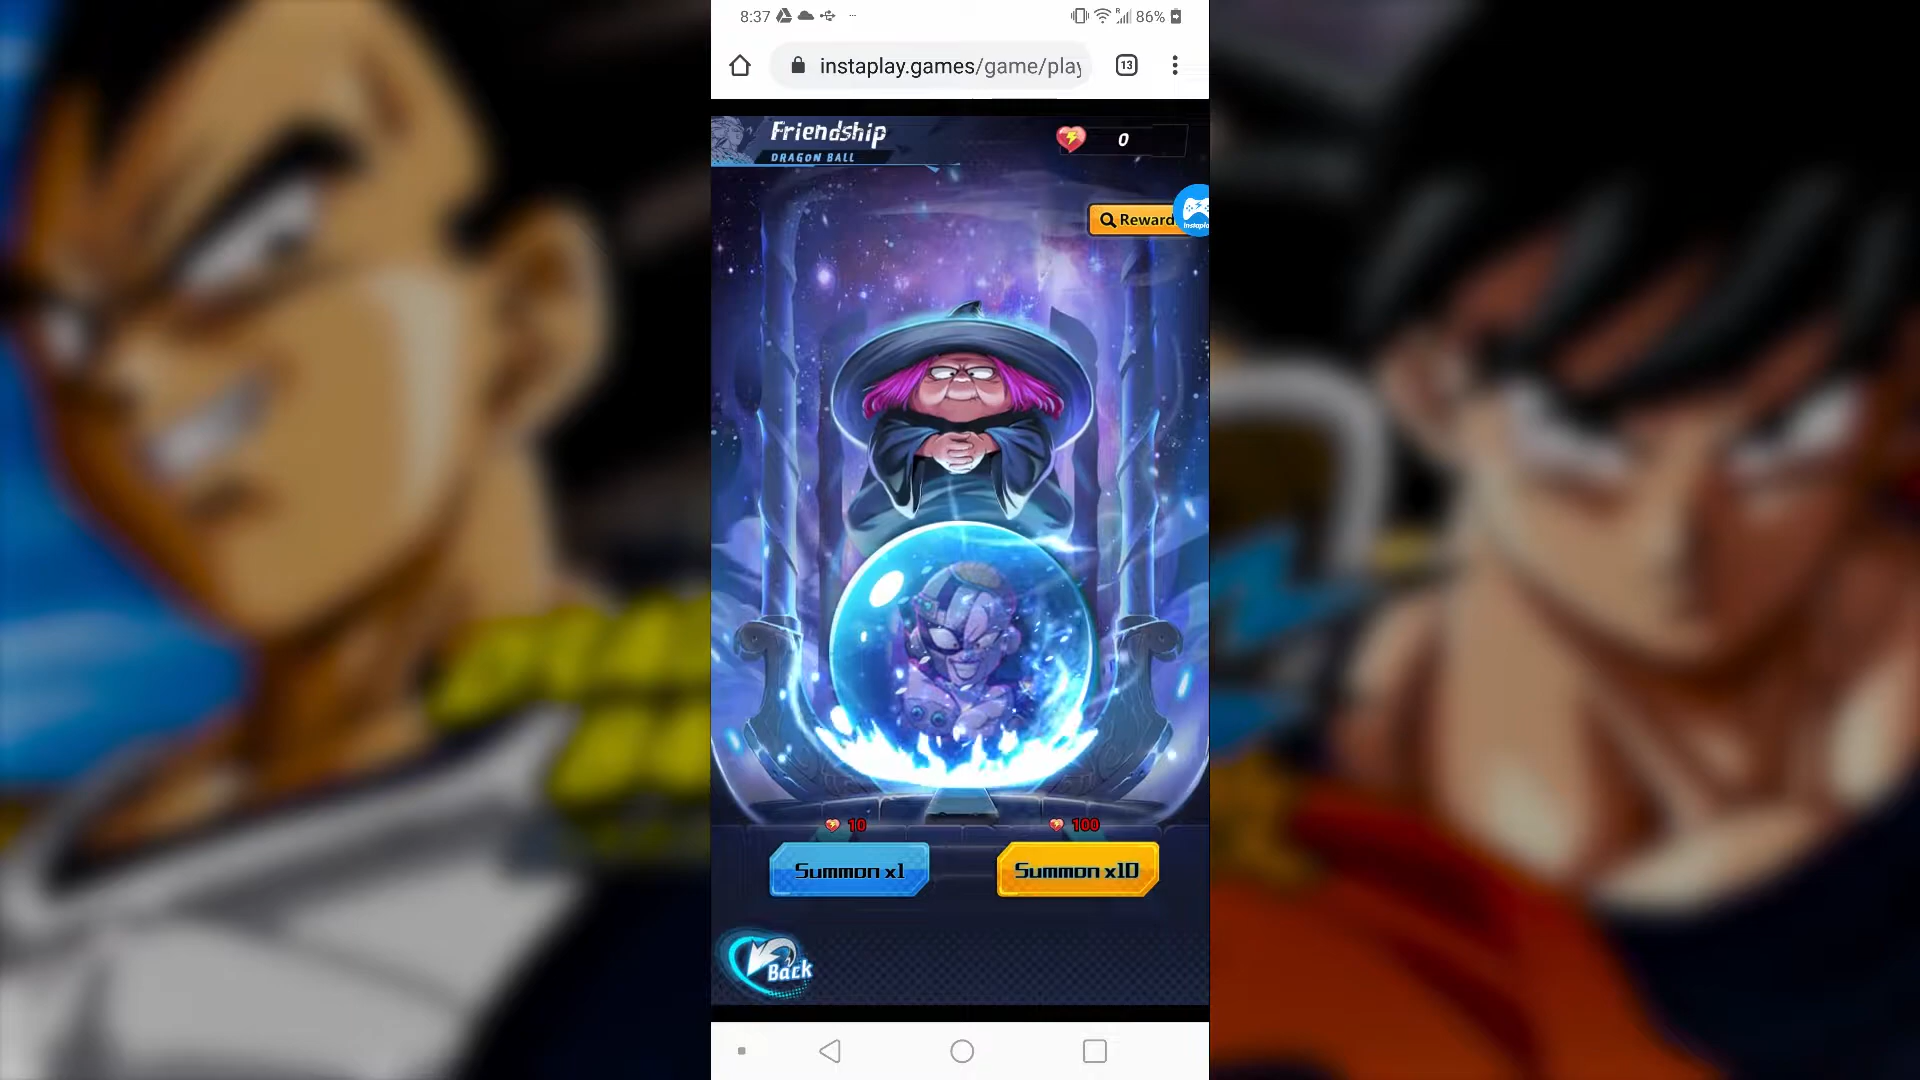 8:37
R
86%
instaplay.games/game/play
13
Friendship
DRAGON BALL
0
Reward
instapla
10
100
Summon x1
Summon x10
Back